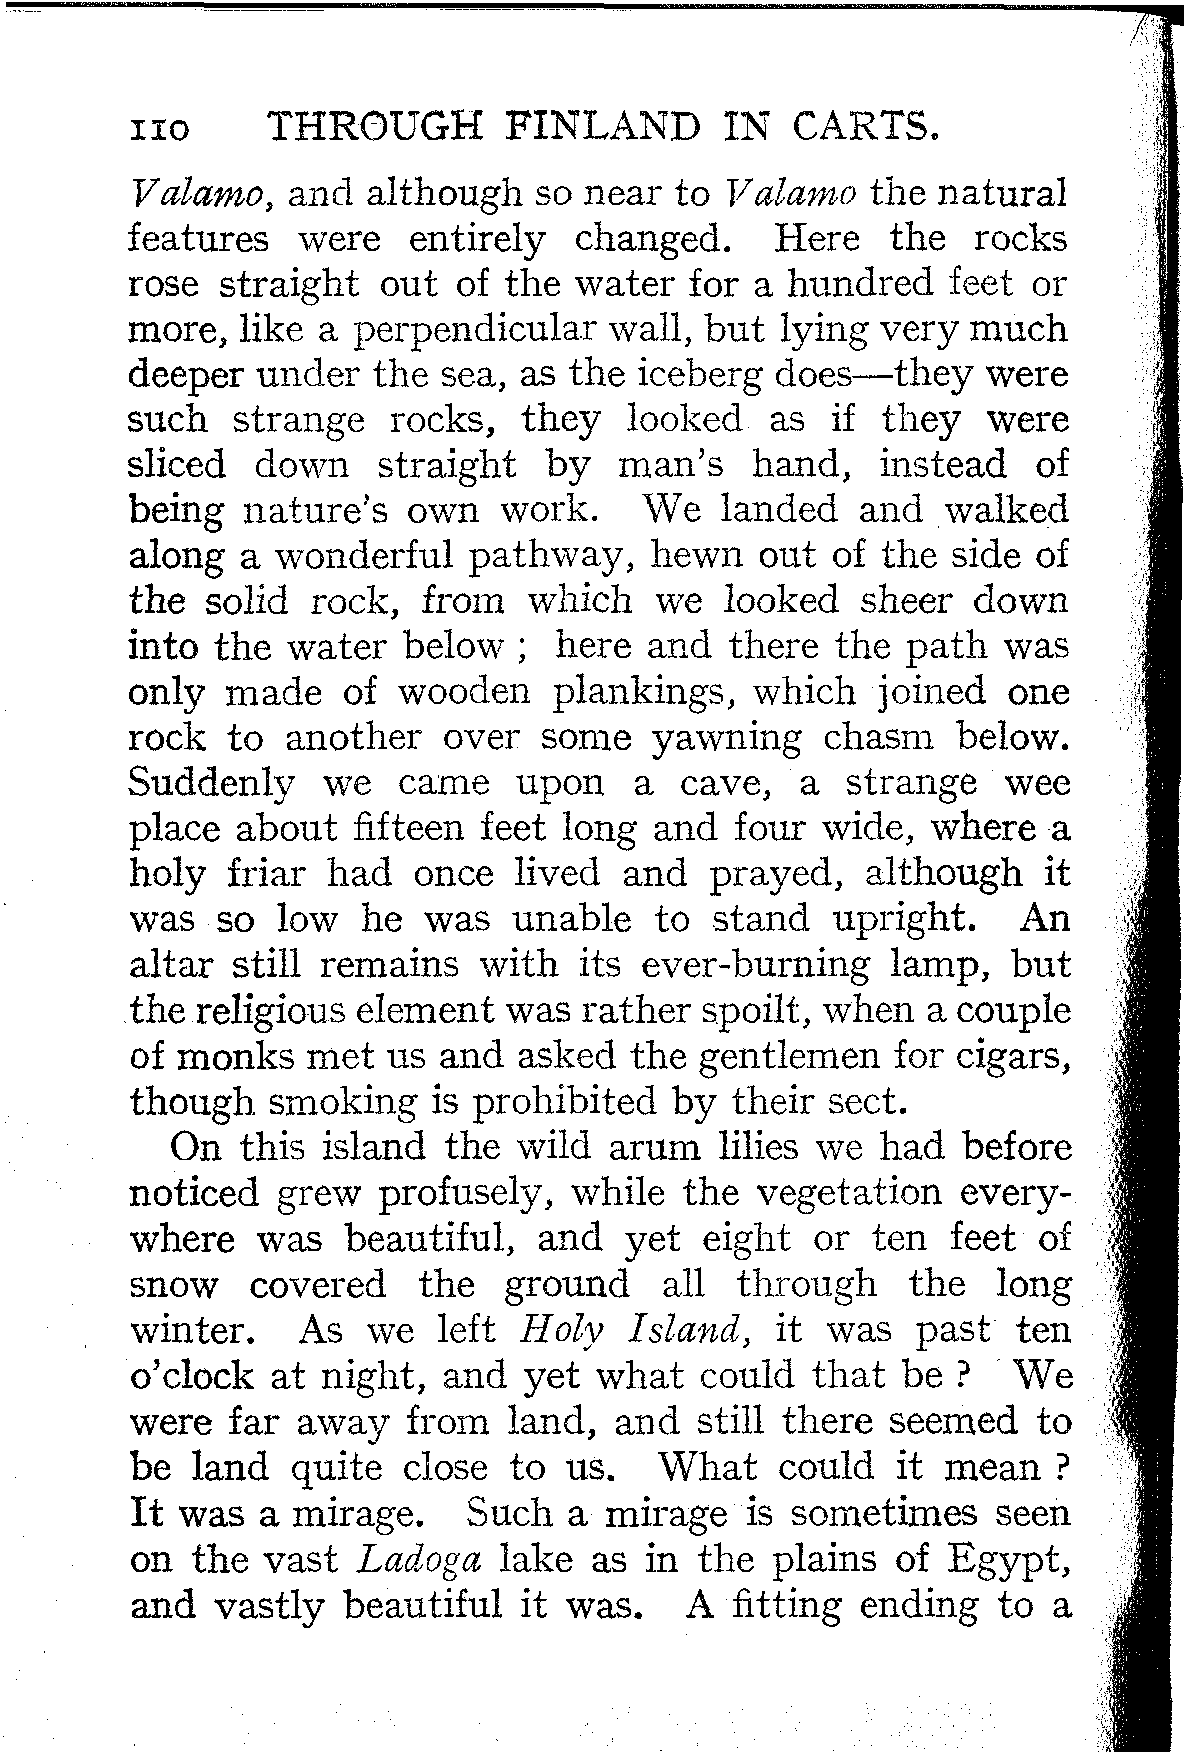 110 THROUGH FINLAND IN CARTS.
Valamo, and although so near to Valamo the natural
features were entirely changed. Here the rocks
rose straight out of the water for a hundred feet or
more, like a perpendicular wall, but lying very much
deeper under the sea, as the iceberg does—they were
such strange rocks, they looked as if they were
sliced down straight by man's hand, instead of
being nature's own work. We landed and walked
along a wonderful pathway, hewn out of the side of
the solid rock, from which we looked sheer down
into the water below ; here and there the path was
only made of wooden plankings, which joined one
rock to another over some yawning chasm below.
Suddenly we came upon a cave, a strange wee
place about fifteen feet long and four wide, where a
holy friar had once lived and prayed, although it
was so low he was unable to stand upright. An
altar still remains with its ever-burning lamp, but
the religious element was rather spoilt, when a couple
of monks met us and asked the gentlemen for cigars,
though smoking is prohibited by their sect.
On this island the wild arum lilies we had before
noticed grew profusely, while the vegetation every-
where was beautiful, and yet eight or ten feet of
snow covered the ground all through the long
winter. As we left Holy Island, it was past ten
o'clock at night, and yet what could that be ? We
were far away from land, and still there seemed to
be land quite close to us. What could it mean ?
It was a mirage. Such a mirage is sometimes seen
on the vast Ladoga lake as in the plains of Egypt,
and vastly beautiful it was. A fitting ending to a